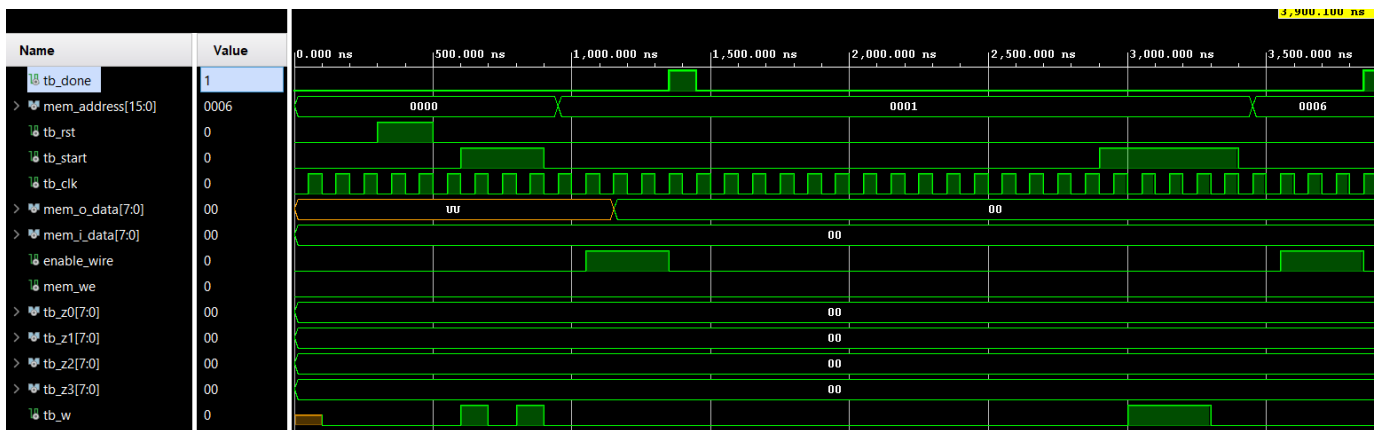 3,900.100 ns
Name Value 0.000 ns 500.000 ns 1,000.000 ns 1,500.000 ns 2,000.000 ns 2,500.000 ns 3,000.000 ns 3,500.000 ns
tb_done 1
mem_address[15:0] 0006 0000 0001 0006
tb_rst 0
tb_start 0
tb_clk 0
mem_o_data[7:0] 00 UU 00
mem_i_data[7:0] 00 00
enable_wire 0
mem_we 0
tb_z0[7:0] 00 00
tb_z1[7:0] 00 00
tb_z2[7:0] 00 00
tb_z3[7:0] 00 00
tb_w 0